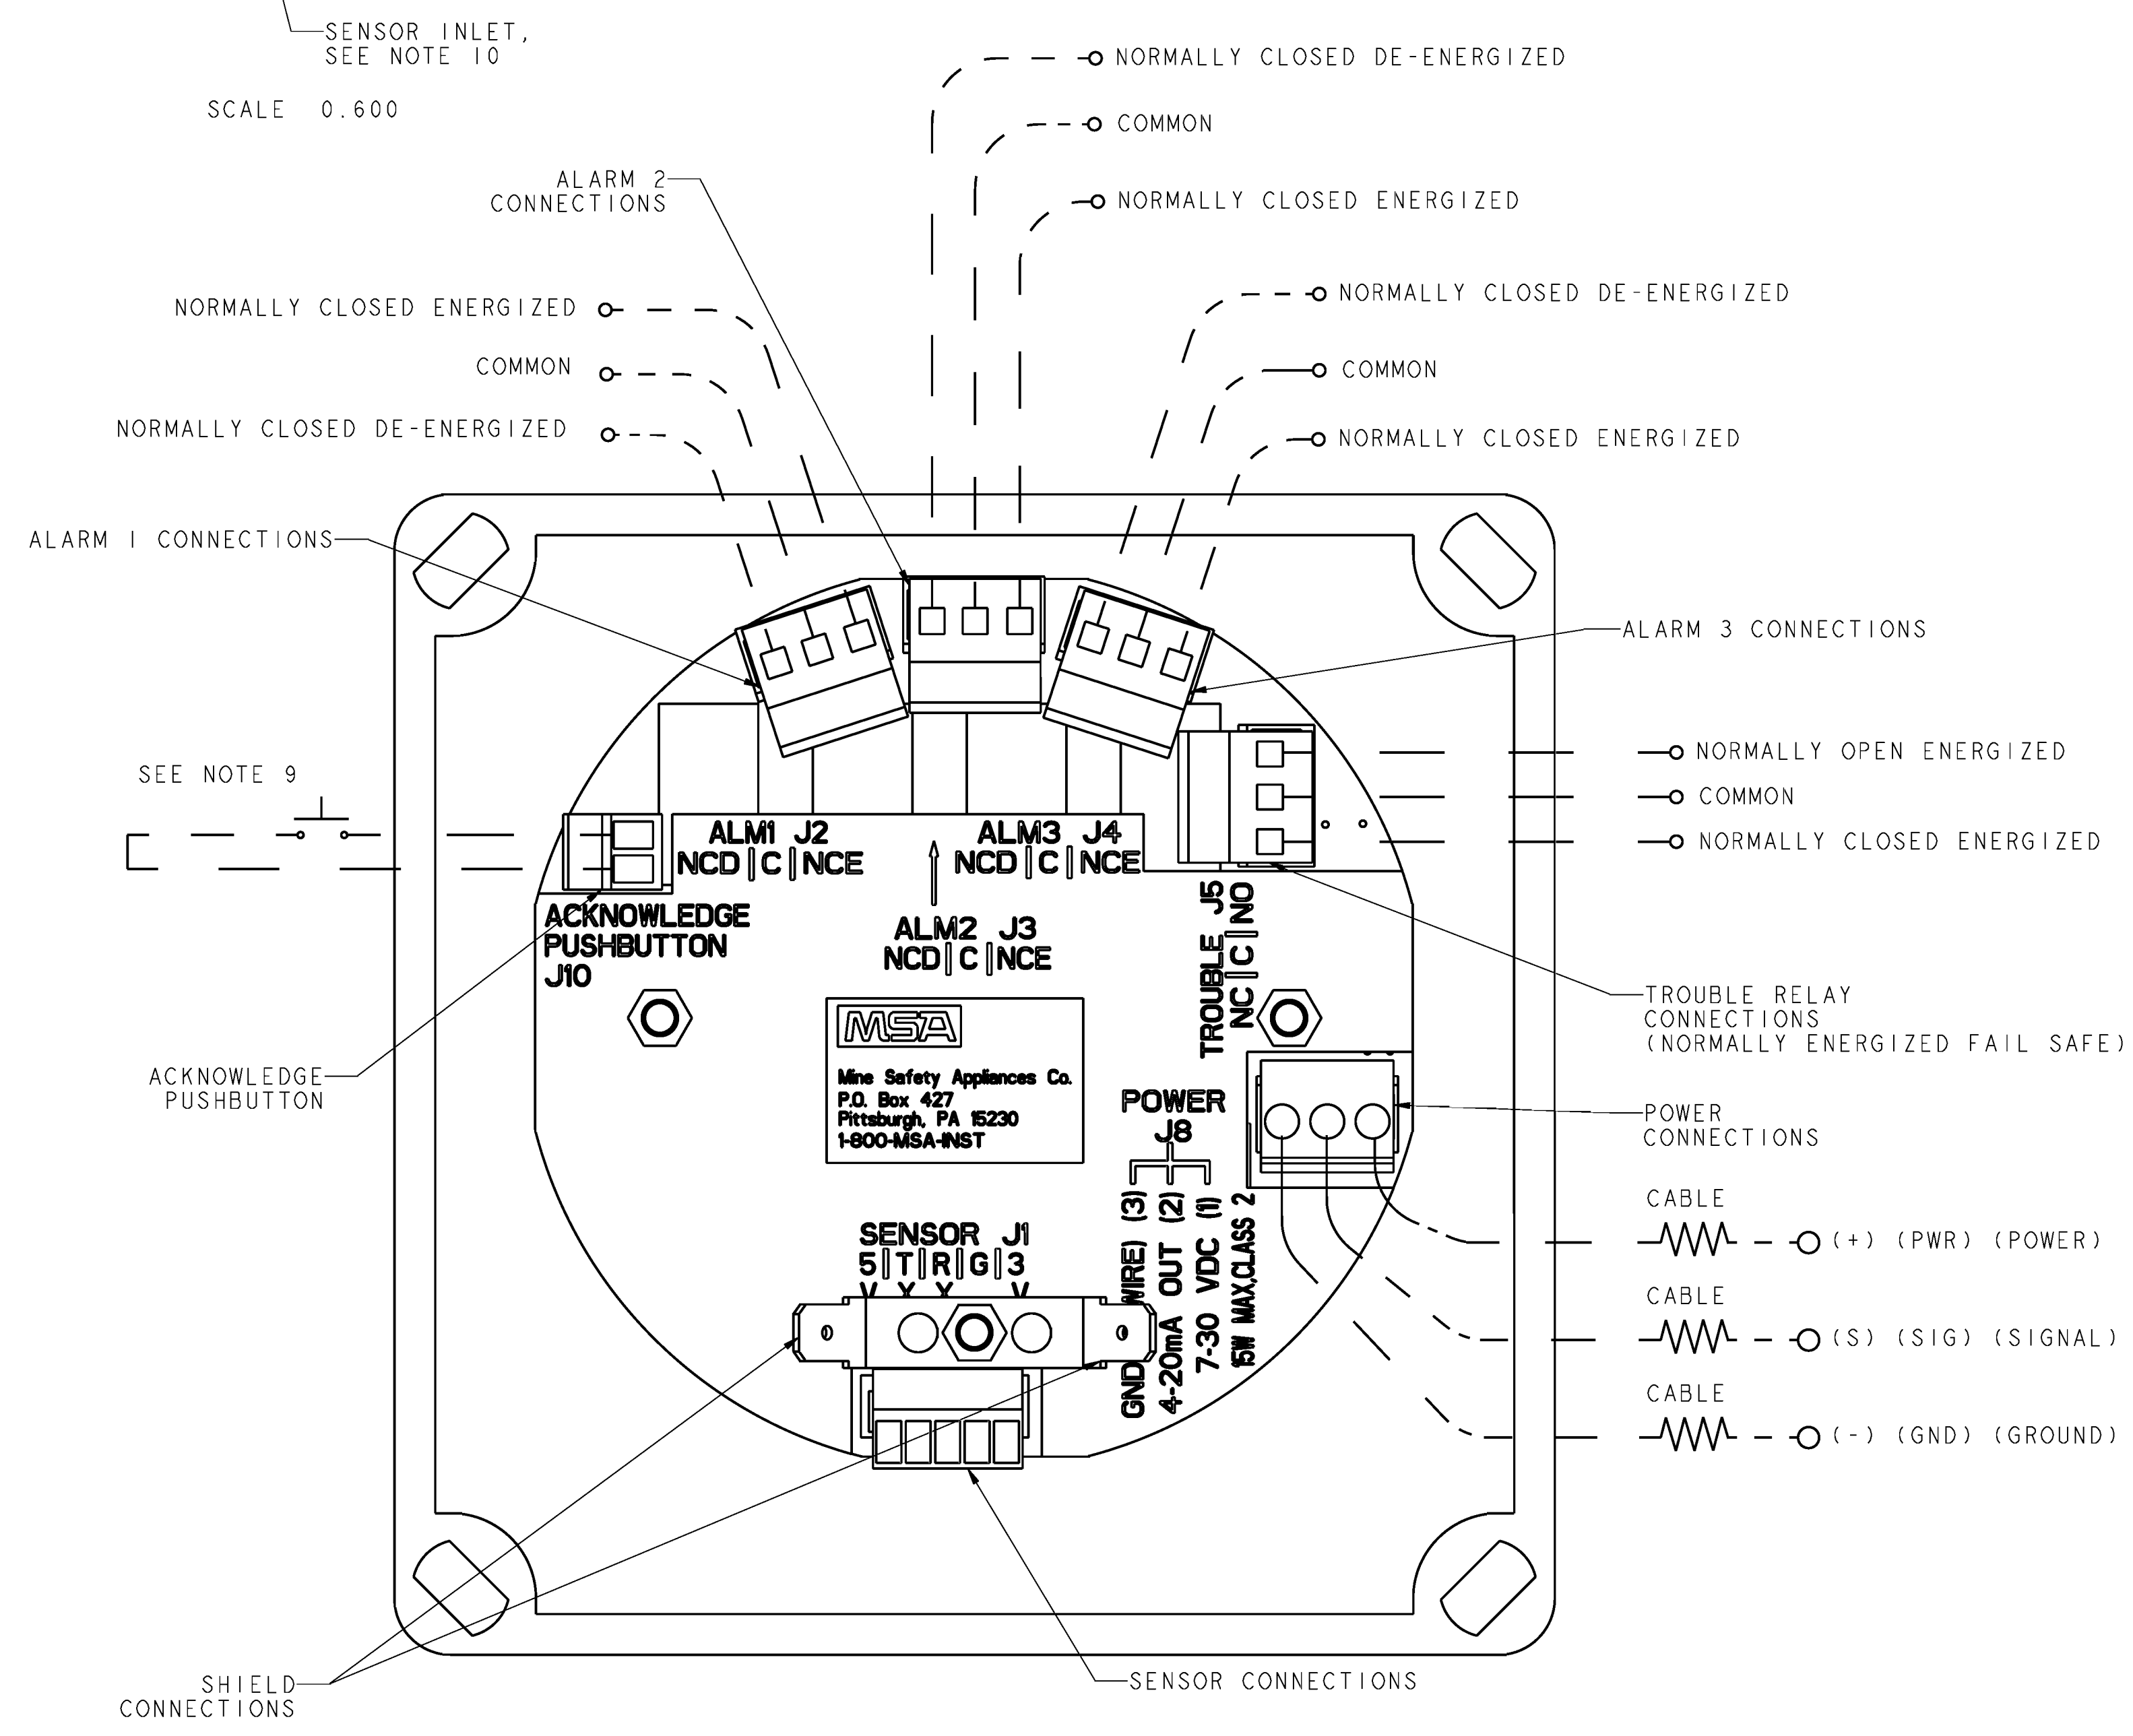 SENSOR INLET,
SEE NOTE 10
SCALE 0.600
NORMALLY CLOSED DE-ENERGIZED
COMMON
NORMALLY CLOSED ENERGIZED
ALARM 2
CONNECTIONS
NORMALLY CLOSED ENERGIZED
COMMON
NORMALLY CLOSED DE-ENERGIZED
NORMALLY CLOSED DE-ENERGIZED
COMMON
NORMALLY CLOSED ENERGIZED
ALARM 1 CONNECTIONS
ALARM 3 CONNECTIONS
SEE NOTE 9
NORMALLY OPEN ENERGIZED
COMMON
NORMALLY CLOSED ENERGIZED
ALM1 J2
NCD|C|NCE
ALM3 J4
NCD|C|NCE
ALM2 J3
NCD|C|NCE
ACKNOWLEDGE
PUSHBUTTON
J10
TROUBLE J5
NC|C|NO
TROUBLE RELAY
CONNECTIONS
(NORMALLY ENERGIZED FAIL SAFE)
ACKNOWLEDGE
PUSHBUTTON
MSA
Mine Safety Appliances Co.
P.O. Box 427
Pittsburgh, PA 15230
1-800-MSA-INST
POWER
J8
GND WIRE) (3)
4-20mA OUT (2)
7-30 VDC (1)
15W MAX,CLASS 2
POWER
CONNECTIONS
CABLE
(+) (PWR) (POWER)
CABLE
(S) (SIG) (SIGNAL)
CABLE
(-) (GND) (GROUND)
SENSOR J1
5|T|R|G|3
V X X V
SHIELD
CONNECTIONS
SENSOR CONNECTIONS